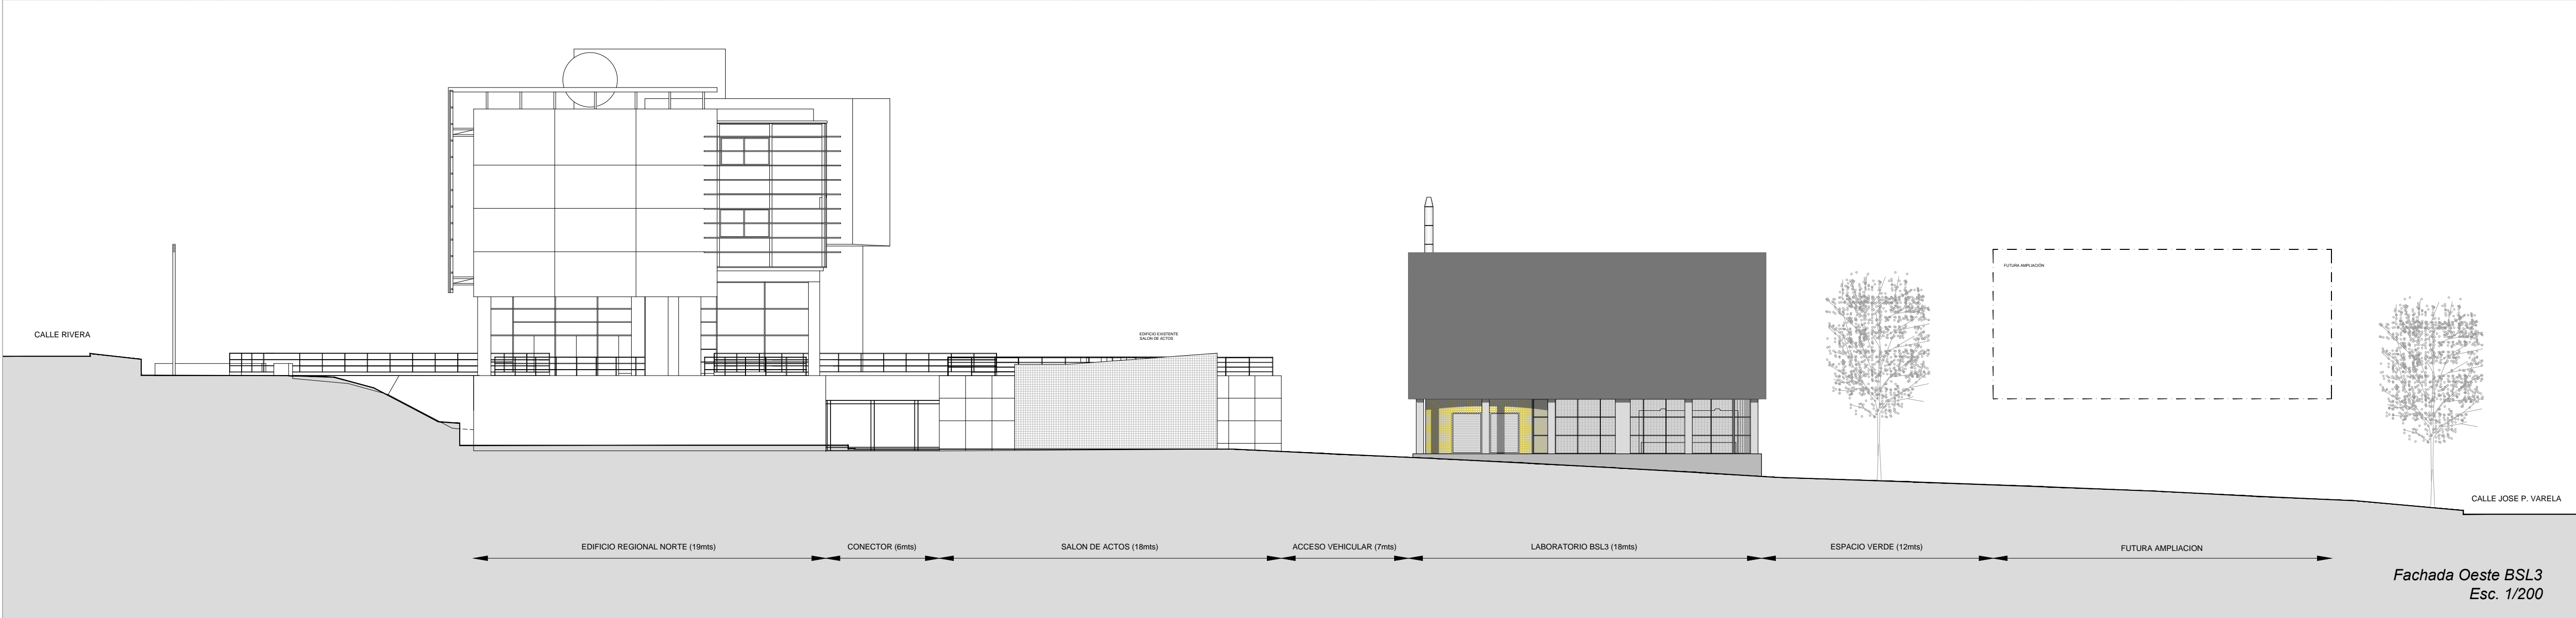 FUTURA AMPLIACIÓN
CALLE RIVERA
EDIFICIO EXISTENTE
SALON DE ACTOS
CALLE JOSE P. VARELA
EDIFICIO REGIONAL NORTE (19mts)
CONECTOR (6mts)
SALON DE ACTOS (18mts)
ACCESO VEHICULAR (7mts)
LABORATORIO BSL3 (18mts)
ESPACIO VERDE (12mts)
FUTURA AMPLIACION
Fachada Oeste BSL3
Esc. 1/200